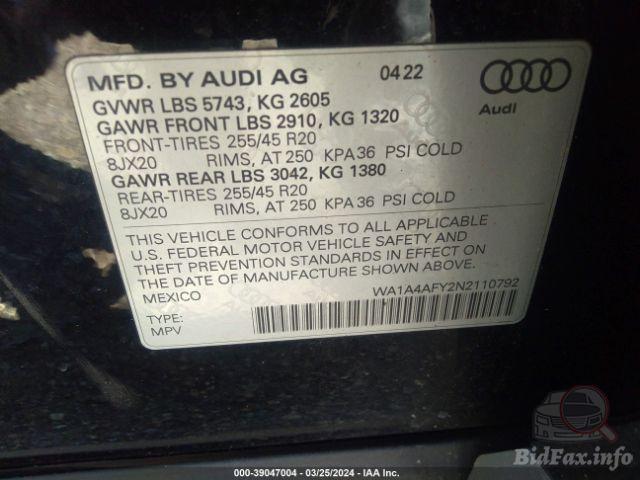 MFD. BY AUDI AG 0422
GVWR LBS 5743, KG 2605
GAWR FRONT LBS 2910, KG 1320
FRONT-TIRES 255/45 R20
8JX20 RIMS, AT 250 KPA36 PSI COLD
GAWR REAR LBS 3042, KG 1380
REAR-TIRES 255/45 R20
8JX20 RIMS, AT 250 KPA36 PSI COLD
Audi
THIS VEHICLE CONFORMS TO ALL APPLICABLE
U.S. FEDERAL MOTOR VEHICLE SAFETY AND
THEFT PREVENTION STANDARDS IN EFFECT ON
THE DATE OF MANUFACTURE SHOWN ABOVE.
MEXICO
WA1A4AFY2N2110792
TYPE:
MPV
BidFax.info
000-39047004 - 03/25/2024 - IAA Inc.